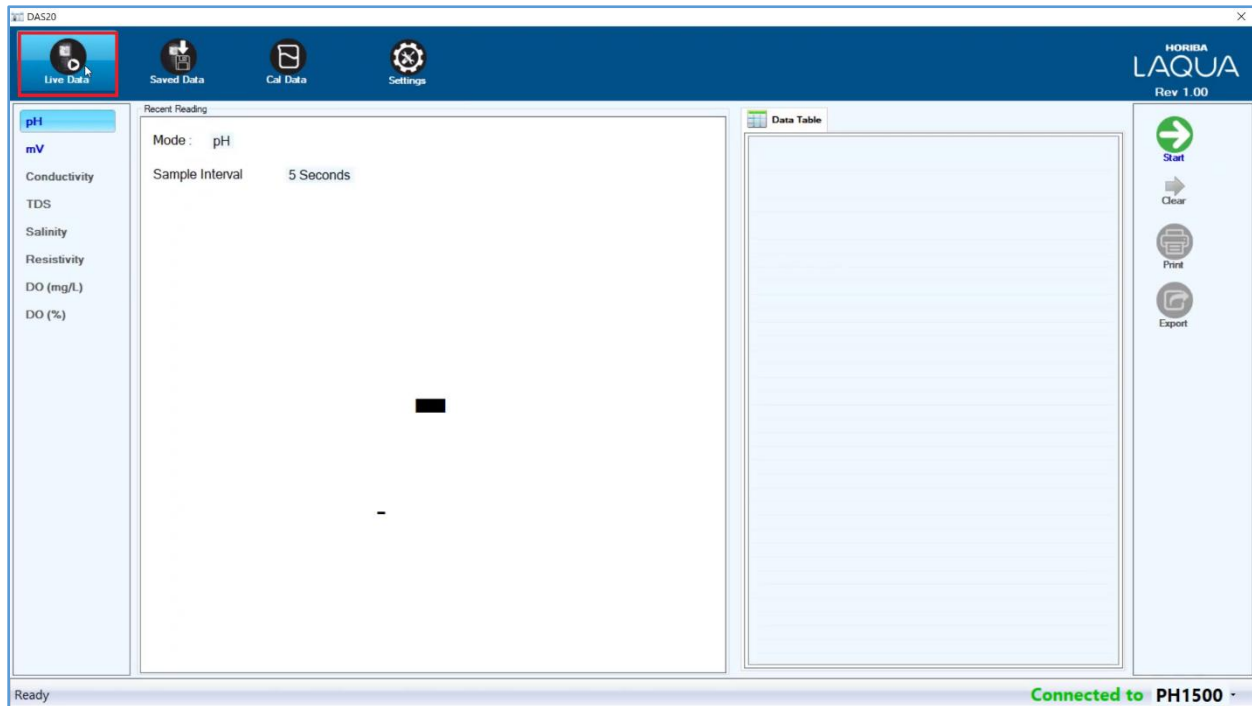 DAS20
Live Data
Saved Data
Cal Data
Settings
HORIBA
LAQUA
Rev 1.00
pH
mV
Conductivity
TDS
Salinity
Resistivity
DO (mg/L)
DO (%)
Recent Reading
Mode : pH
Sample Interval 5 Seconds
-
Data Table
Start
Clear
Print
Export
Ready
Connected to PH1500